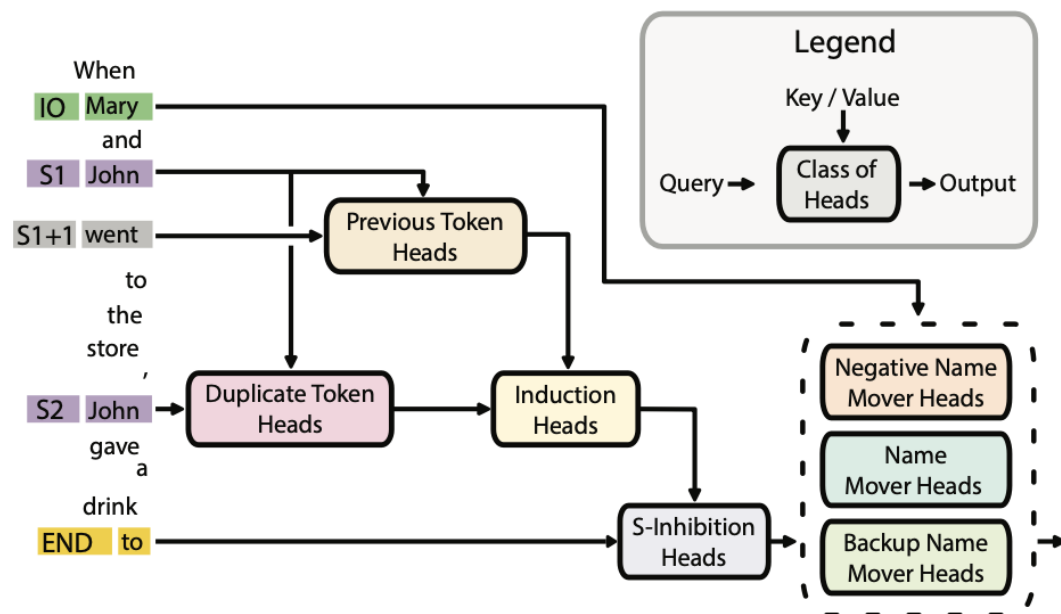 When
IO Mary
and
S1 John
S1+1 went
to
the
store
,
S2 John
gave
a
drink
END to
Previous Token
Heads
Duplicate Token
Heads
Induction
Heads
S-Inhibition
Heads
Negative Name
Mover Heads
Name
Mover Heads
Backup Name
Mover Heads
Legend
Key / Value
Query
Class of
Heads
Output